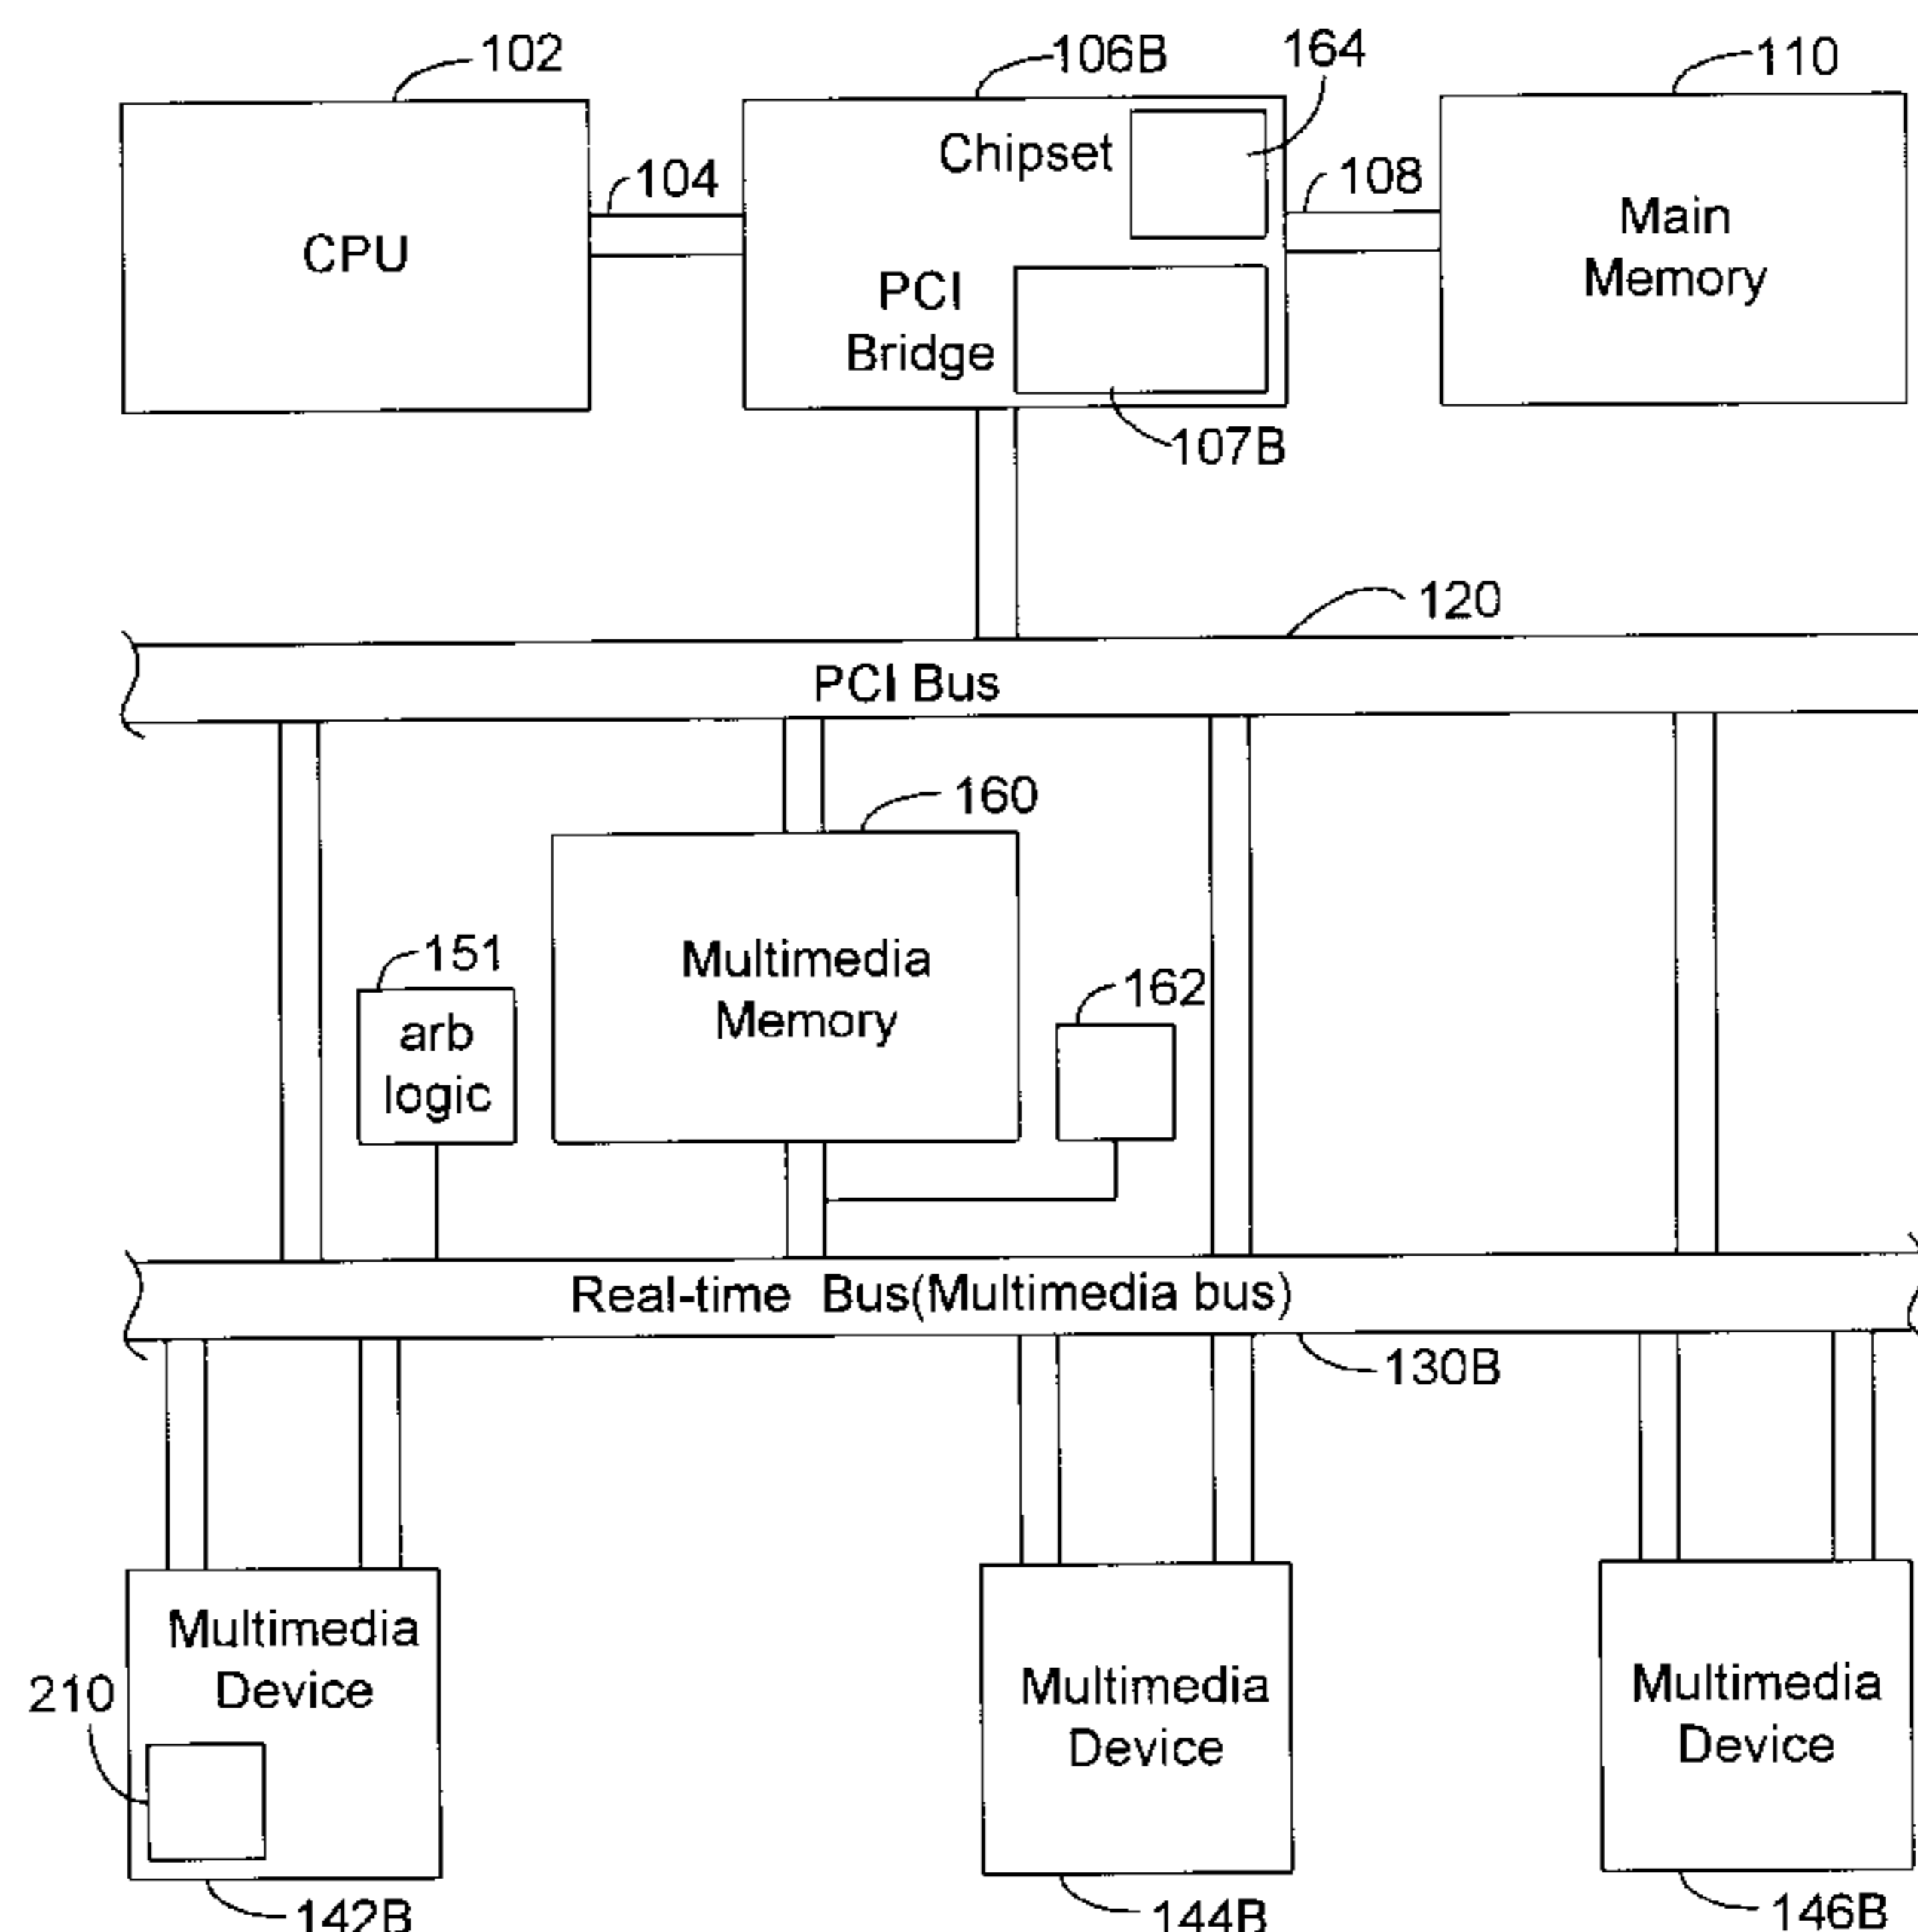 102
106B
164
110
Chipset
104
108
CPU
Main
Memory
PCI
Bridge
107B
120
PCI Bus
160
151
Multimedia
Memory
162
arb
logic
Real-time Bus(Multimedia bus)
130B
Multimedia
Device
210
Multimedia
Device
Multimedia
Device
142B
144B
146B